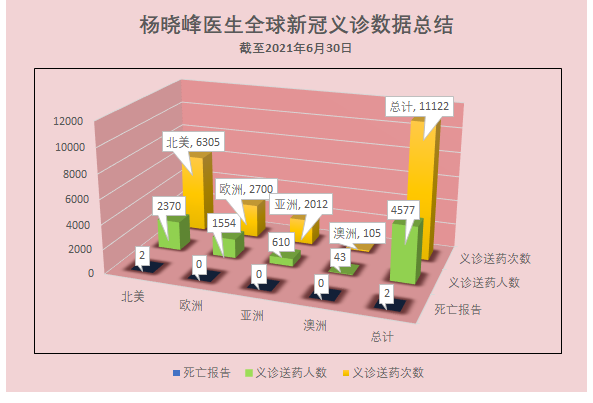 杨晓峰医生全球新冠义诊数据总结
截至2021年6月30日
12000
10000
8000
6000
4000
2000
0
总计, 11122
北美, 6305
欧洲, 2700
亚洲, 2012
澳洲, 105
2370
1554
610
43
4577
2
0
0
0
2
北美
欧洲
亚洲
澳洲
总计
义诊送药次数
义诊送药人数
死亡报告
死亡报告 义诊送药人数 义诊送药次数